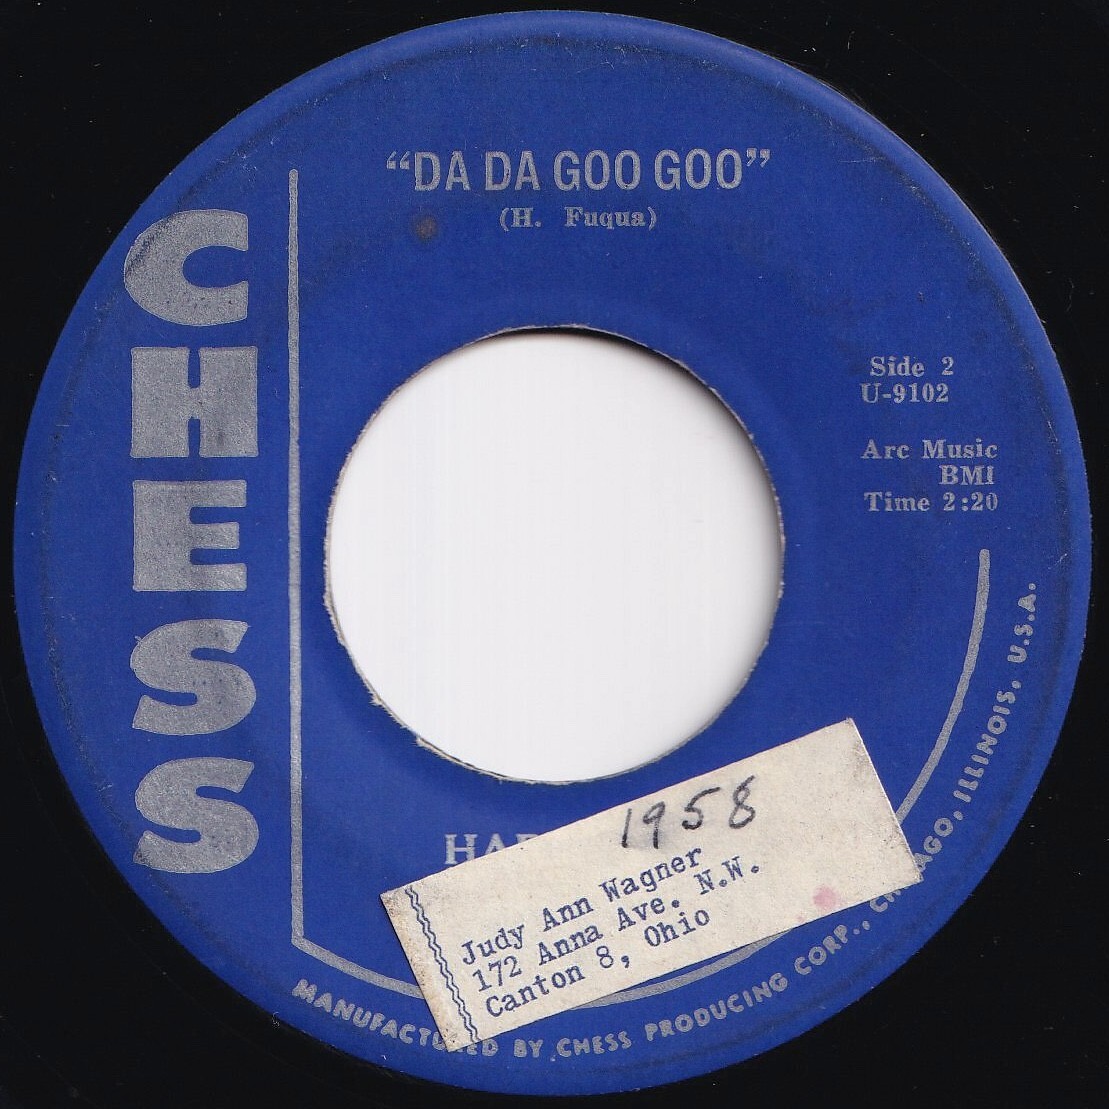 CHESS
“DA DA GOO GOO”
(H. Fuqua)
Side 2
U-9102
Arc Music
BMI
Time 2:20
1958
Judy Ann Wagner
172 Anna Ave. N.W.
Canton 8, Ohio
MANUFACTURED BY CHESS PRODUCING CORP., CHICAGO, ILLINOIS, U.S.A.